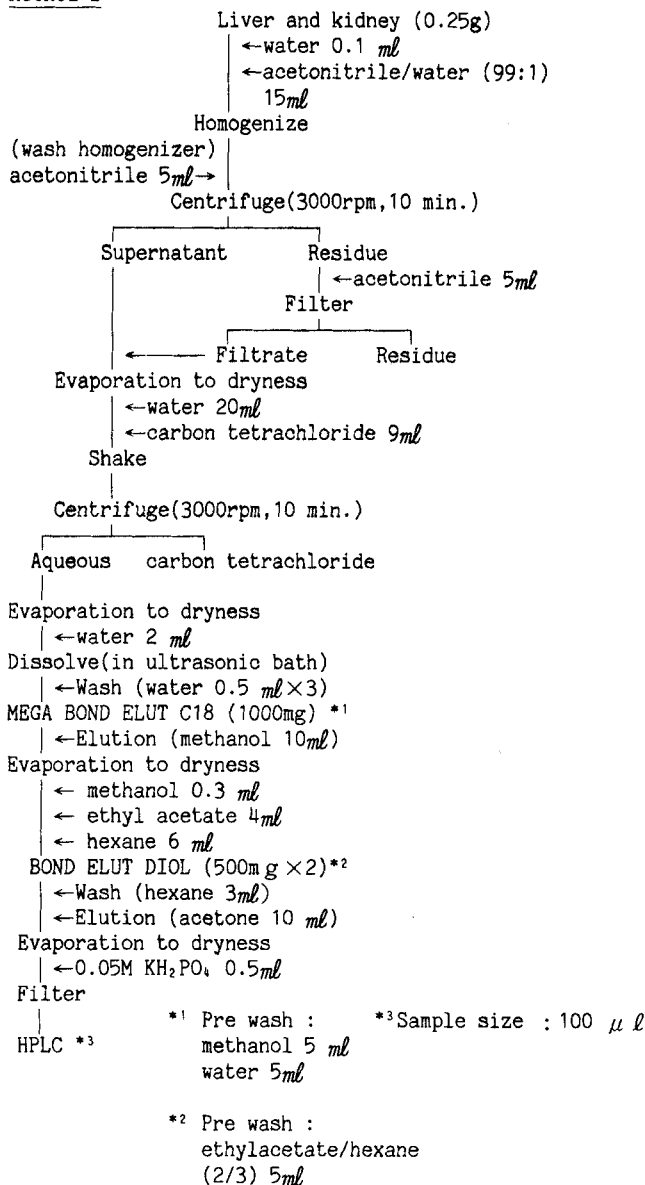 Liver and kidney (0.25g)
←water 0.1 ml
←acetonitrile/water (99:1)
15ml
Homogenize
(wash homogenizer)
acetonitrile 5ml→
Centrifuge(3000rpm,10 min.)
Supernatant Residue
←acetonitrile 5ml
Filter
← Filtrate Residue
Evaporation to dryness
←water 20ml
←carbon tetrachloride 9ml
Shake
Centrifuge(3000rpm,10 min.)
Aqueous carbon tetrachloride
Evaporation to dryness
←water 2 ml
Dissolve(in ultrasonic bath)
←Wash (water 0.5 ml×3)
MEGA BOND ELUT C18 (1000mg) *1
←Elution (methanol 10ml)
Evaporation to dryness
← methanol 0.3 ml
← ethyl acetate 4ml
← hexane 6 ml
BOND ELUT DIOL (500m g ×2)*2
←Wash (hexane 3ml)
←Elution (acetone 10 ml)
Evaporation to dryness
←0.05M KH₂PO₄ 0.5ml
Filter
HPLC *3
*1 Pre wash :
methanol 5 ml
water 5ml
*3Sample size : 100 μ l
*2 Pre wash :
ethylacetate/hexane
(2/3) 5ml